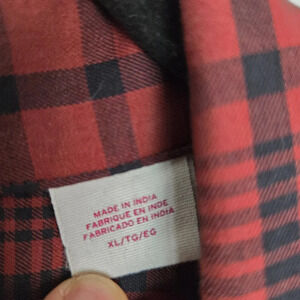 MADE IN INDIA
FABRIQUE EN INDE
FABRICADO EN INDIA
XL/TG/EG